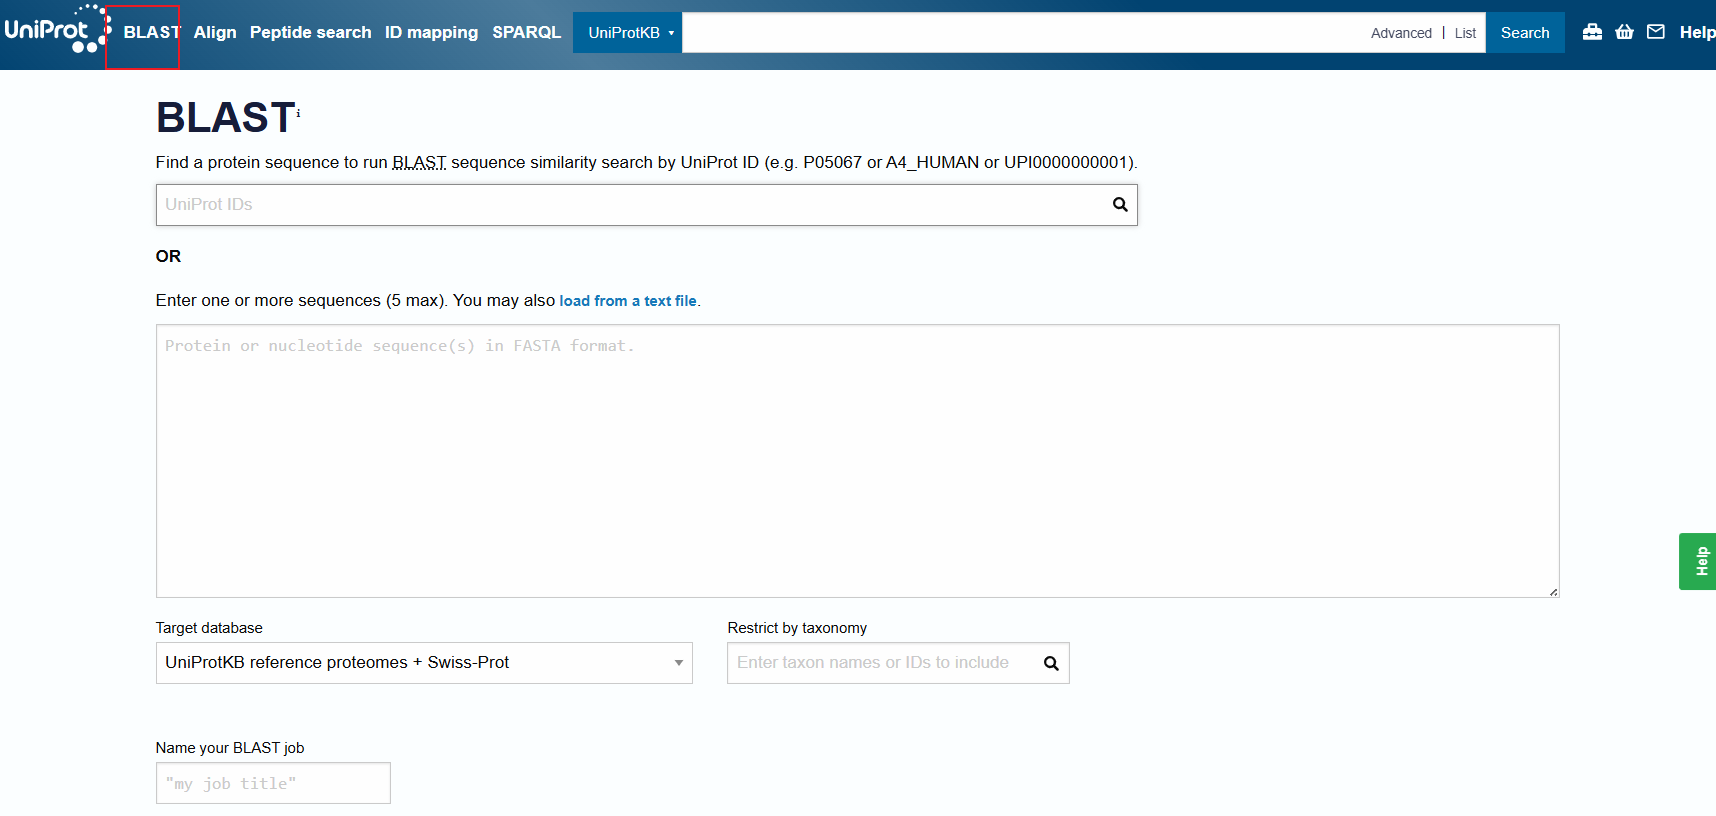 UniProt BLAST Align Peptide search ID mapping SPARQL UniProtKB Advanced | List Search Help
BLAST i
Find a protein sequence to run BLAST sequence similarity search by UniProt ID (e.g. P05067 or A4_HUMAN or UPI0000000001).
UniProt IDs
OR
Enter one or more sequences (5 max). You may also load from a text file.
Protein or nucleotide sequence(s) in FASTA format.
Help
Target database Restrict by taxonomy
UniProtKB reference proteomes + Swiss-Prot Enter taxon names or IDs to include
Name your BLAST job
"my job title"